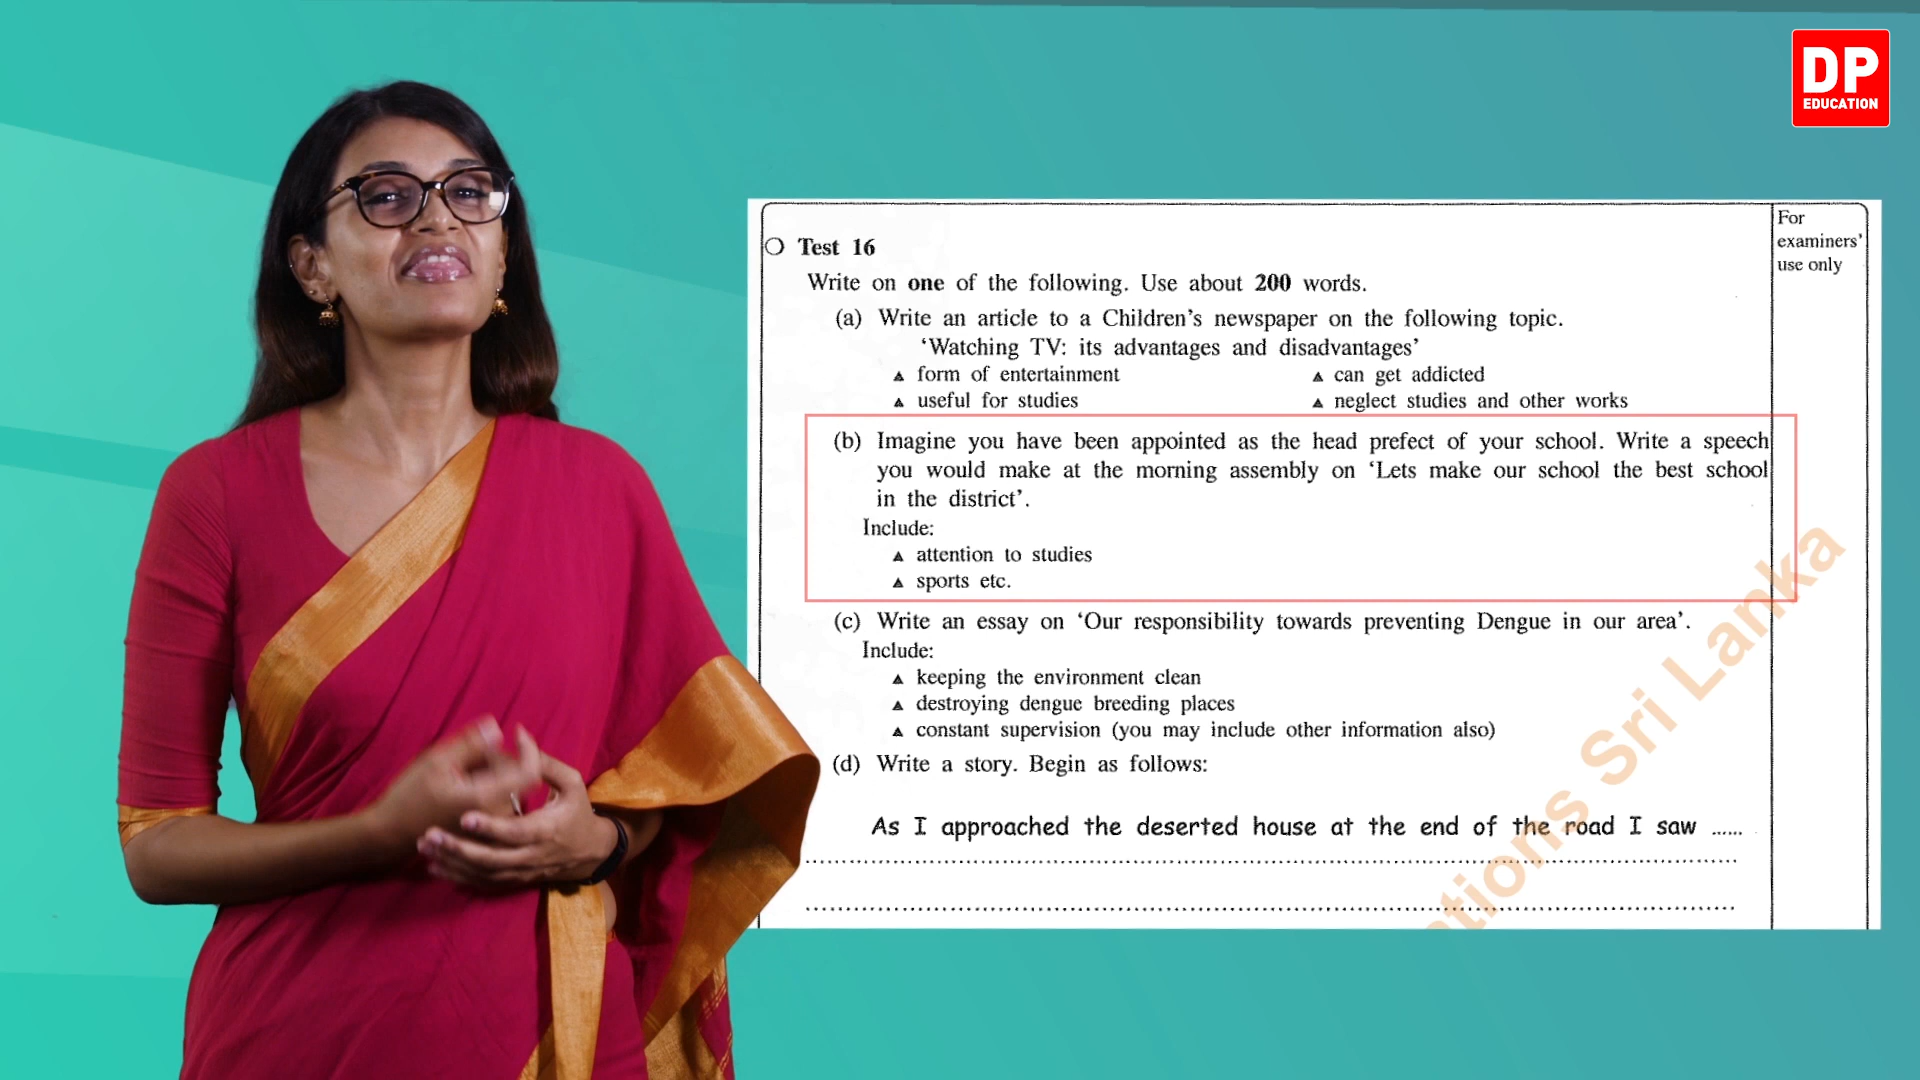 DP
EDUCATION
For
examiners'
use only
Test 16
Write on one of the following. Use about 200 words.
(a) Write an article to a Children's newspaper on the following topic.
'Watching TV: its advantages and disadvantages'
▲ form of entertainment ▲ can get addicted
▲ useful for studies ▲ neglect studies and other works
(b) Imagine you have been appointed as the head prefect of your school. Write a speech
you would make at the morning assembly on 'Lets make our school the best school
in the district'.
Include:
▲ attention to studies
▲ sports etc.
(c) Write an essay on 'Our responsibility towards preventing Dengue in our area'.
Include:
▲ keeping the environment clean
▲ destroying dengue breeding places
▲ constant supervision (you may include other information also)
(d) Write a story. Begin as follows:
As I approached the deserted house at the end of the road I saw ......
ations Sri Lanka